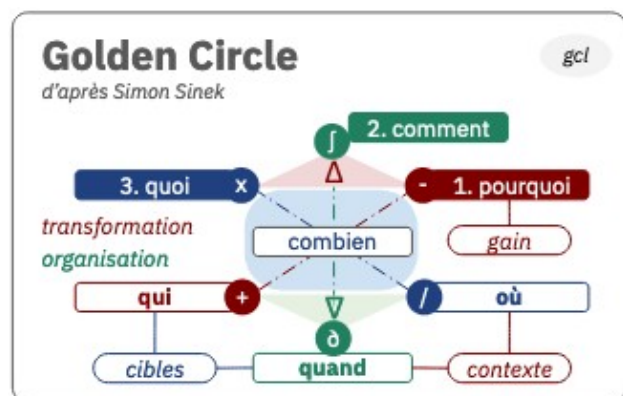 Golden Circle
gcl
d'après Simon Sinek
∫ 2. comment
3. quoi x
- 1. pourquoi
transformation
combien
gain
organisation
qui +
/ où
∂
cibles
quand
contexte